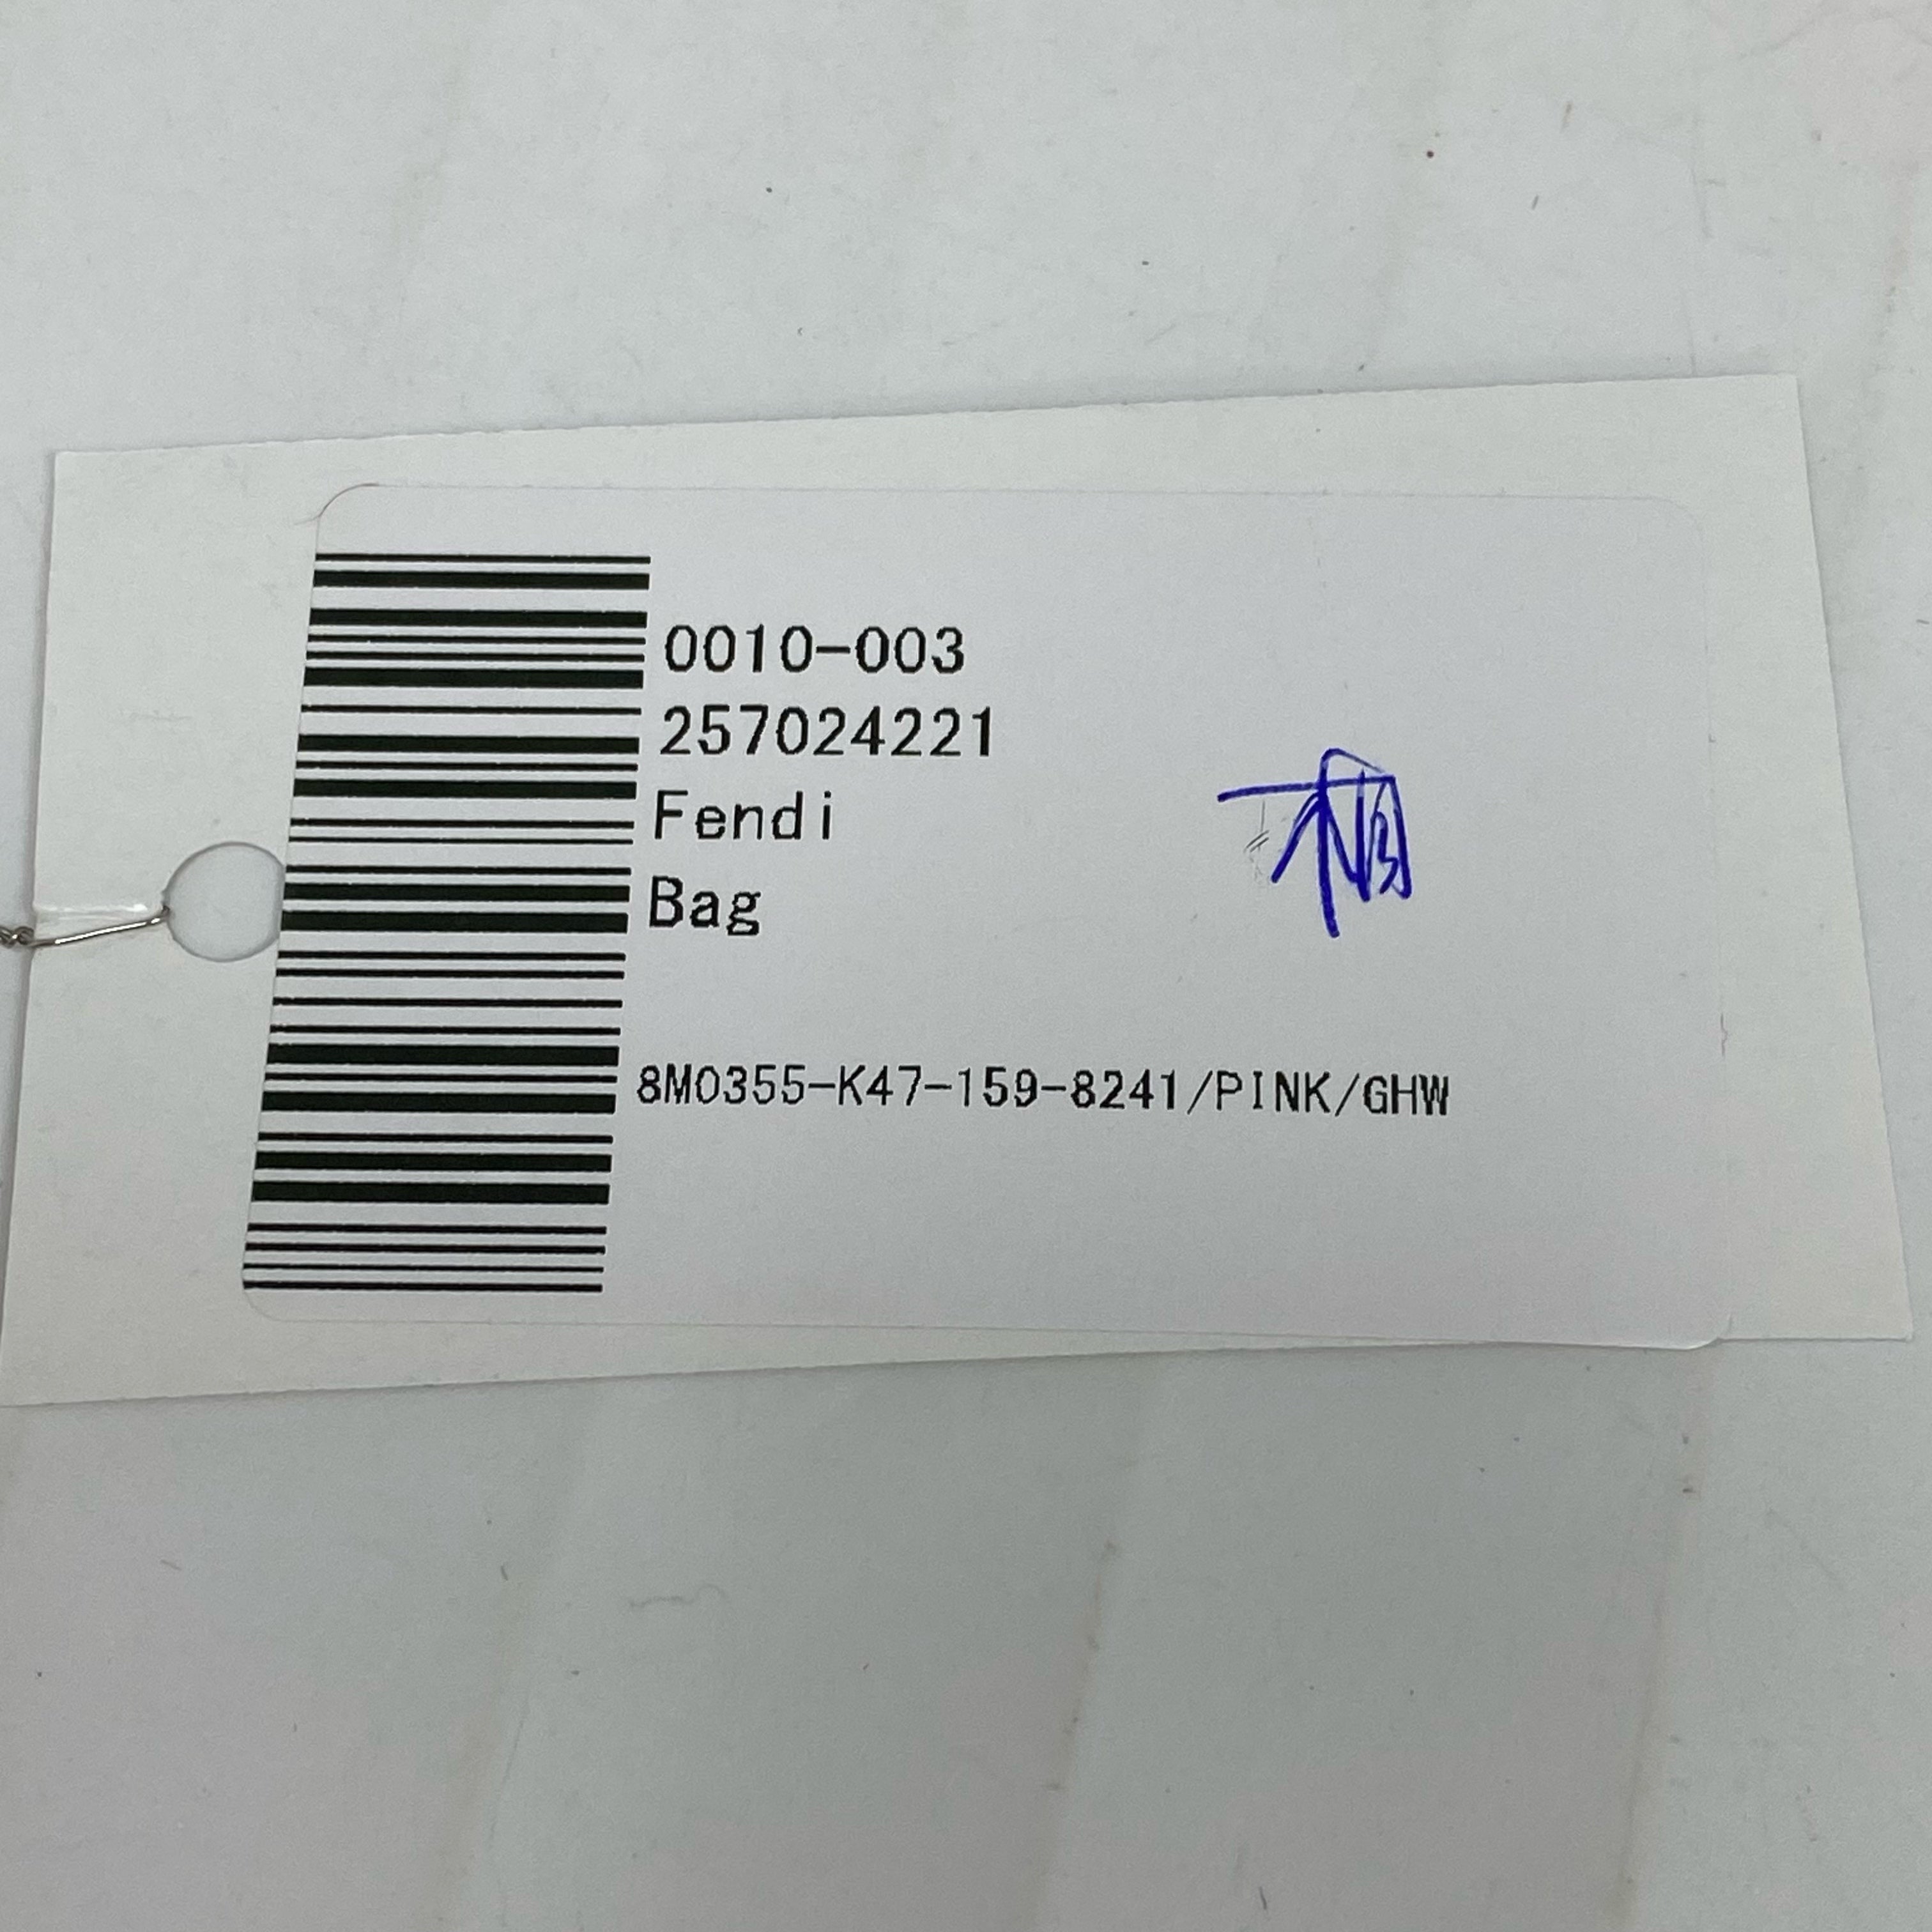 0010-003
257024221
Fendi
Bag
8M0355-K47-159-8241/PINK/GHW